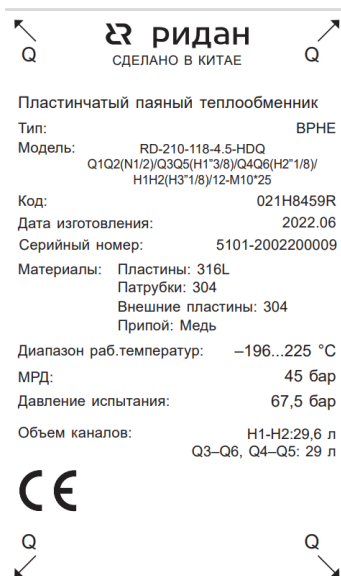 Q ридан Q
СДЕЛАНО В КИТАЕ
Пластинчатый паяный теплообменник
Тип: BPHE
Модель: RD-210-118-4.5-HDQ
Q1Q2(N1/2)/Q3Q5(H1"3/8)/Q4Q6(H2"1/8)/
H1H2(H3"1/8)/12-M10*25
Код: 021H8459R
Дата изготовления: 2022.06
Серийный номер: 5101-2002200009
Материалы: Пластины: 316L
Патрубки: 304
Внешние пластины: 304
Припой: Медь
Диапазон раб.температур: –196...225 °C
МРД: 45 бар
Давление испытания: 67,5 бар
Объем каналов: H1-H2:29,6 л
Q3–Q6, Q4–Q5: 29 л
CE
Q Q